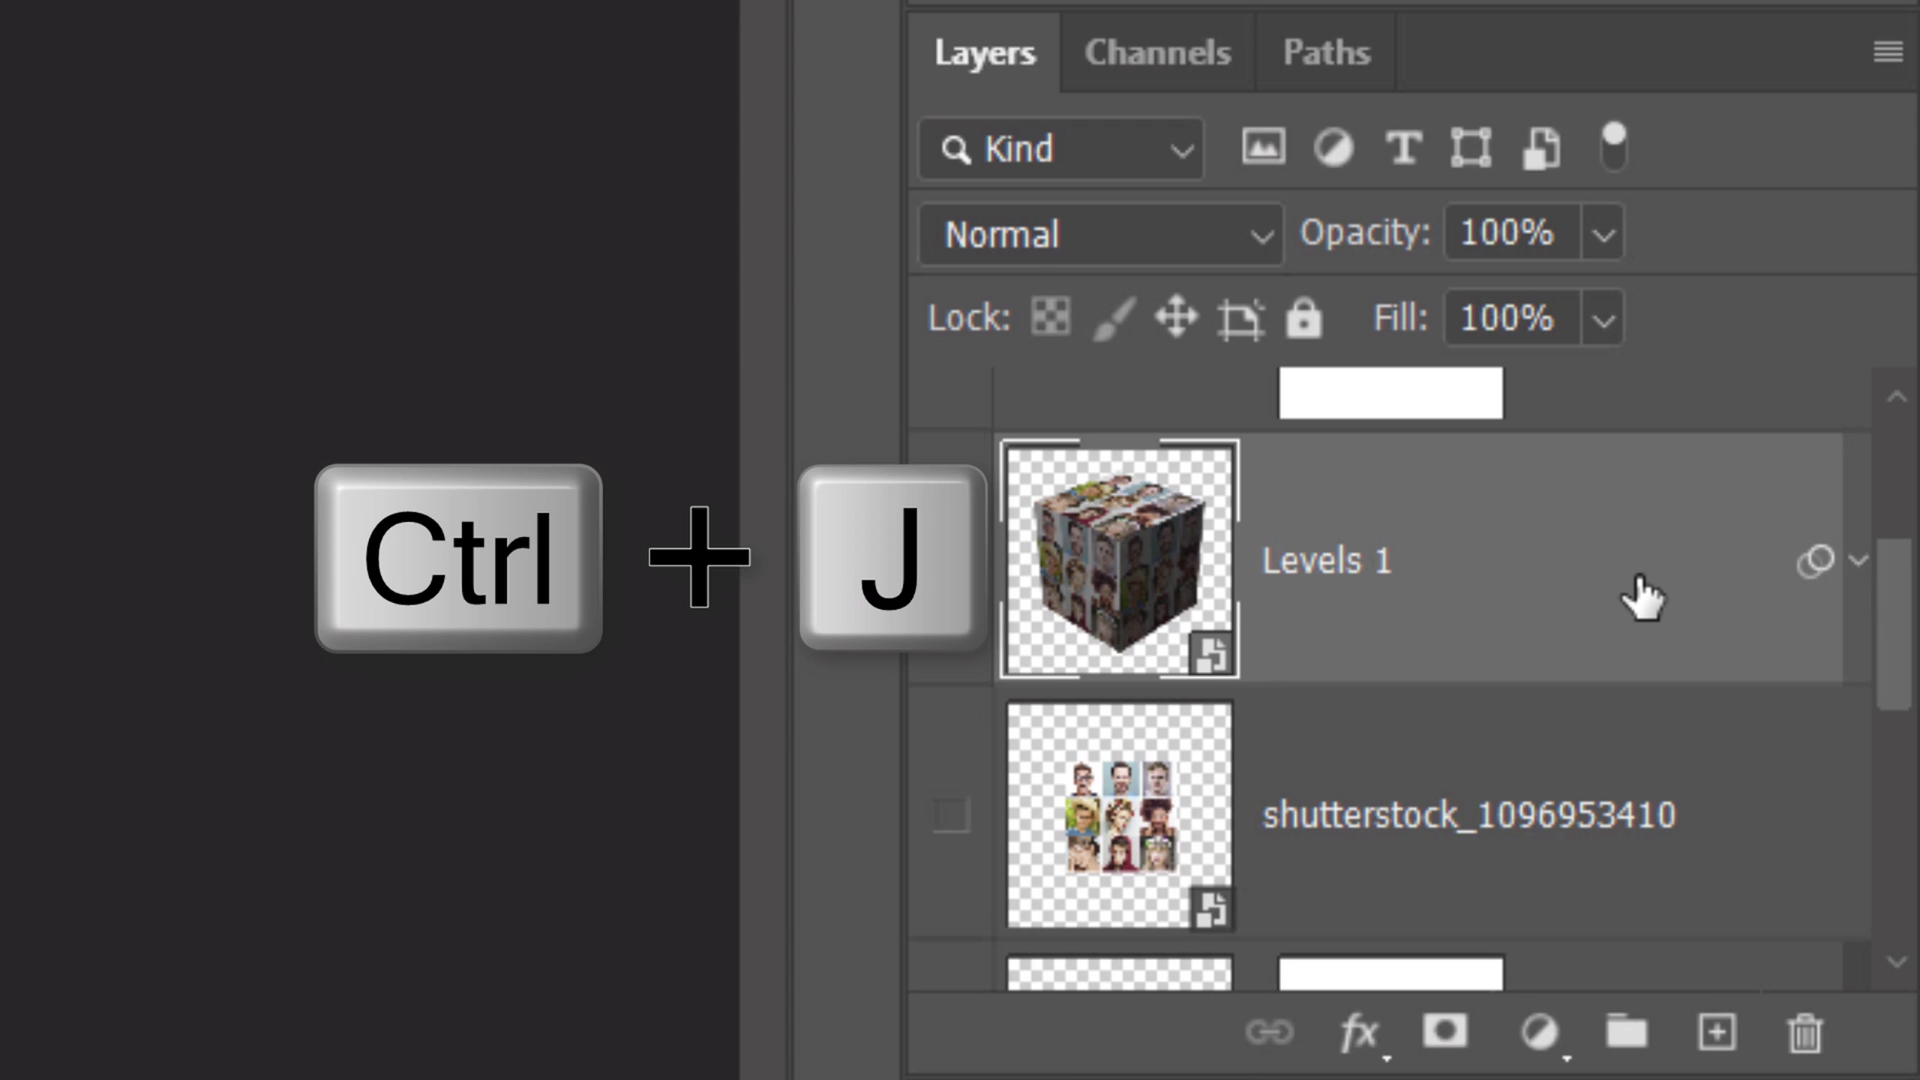 Layers Channels Paths
Kind T
Normal Opacity: 100%
Lock: Fill: 100%
Ctrl + J
Levels 1
shutterstock_1096953410
fx